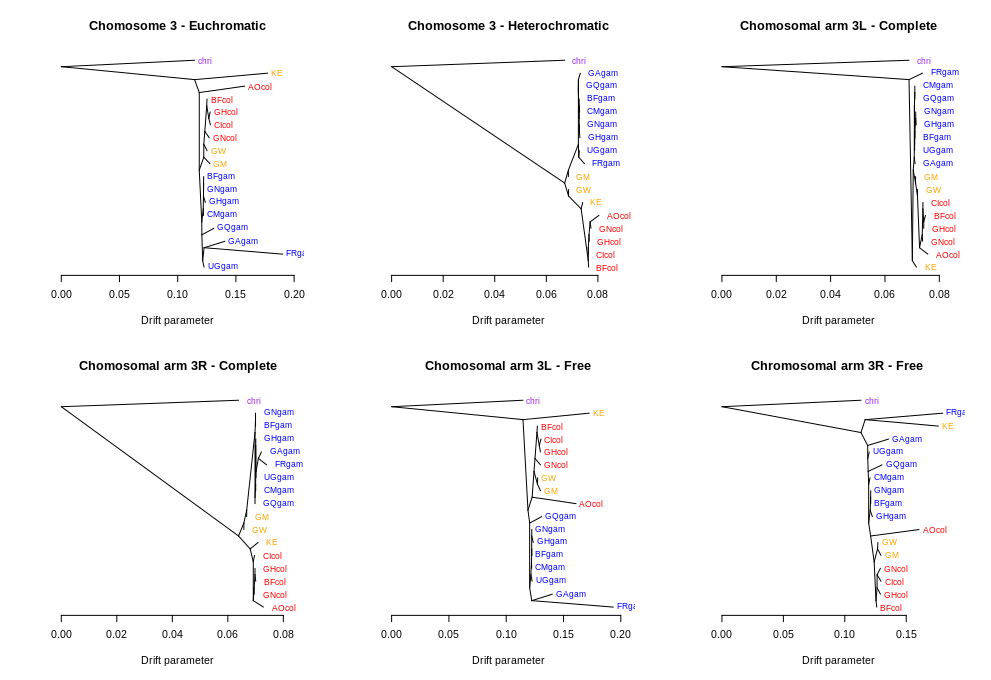 Chomosome 3 - Euchromatic
chri
KE
AOcol
BFcol
GHcol
CIcol
GNcol
GW
GM
BFgam
GNgam
GHgam
CMgam
GQgam
GAgam
FRga
UGgam
0.00 0.05 0.10 0.15 0.20
Drift parameter
Chomosome 3 - Heterochromatic
chri
GAgam
GQgam
BFgam
CMgam
GNgam
GHgam
UGgam
FRgam
GM
GW
KE
AOcol
GNcol
GHcol
CIcol
BFcol
0.00 0.02 0.04 0.06 0.08
Drift parameter
Chomosomal arm 3L - Complete
chri
FRgam
CMgam
GQgam
GNgam
GHgam
BFgam
UGgam
GAgam
GM
GW
CIcol
BFcol
GHcol
GNcol
AOcol
KE
0.00 0.02 0.04 0.06 0.08
Drift parameter
Chomosomal arm 3R - Complete
chri
GNgam
BFgam
GHgam
GAgam
FRgam
UGgam
CMgam
GQgam
GM
GW
KE
CIcol
GHcol
BFcol
GNcol
AOcol
0.00 0.02 0.04 0.06 0.08
Drift parameter
Chomosomal arm 3L - Free
chri
KE
BFcol
CIcol
GHcol
GNcol
GW
GM
AOcol
GQgam
GNgam
GHgam
BFgam
CMgam
UGgam
GAgam
FRga
0.00 0.05 0.10 0.15 0.20
Drift parameter
Chromosomal arm 3R - Free
chri
FRga
KE
GAgam
UGgam
GQgam
CMgam
GNgam
BFgam
GHgam
AOcol
GW
GM
GNcol
CIcol
GHcol
BFcol
0.00 0.05 0.10 0.15
Drift parameter